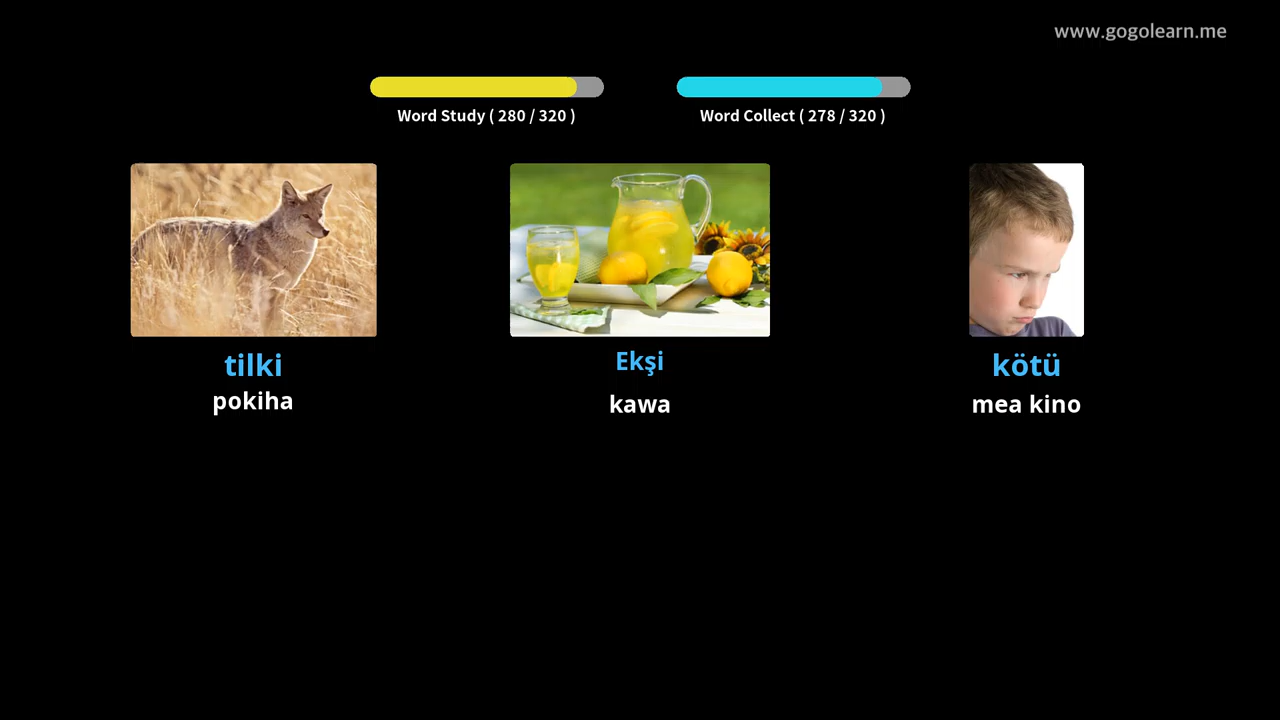 www.gogolearn.me
Word Study ( 280 / 320 )
Word Collect ( 278 / 320 )
tilki
pokiha
Ekşi
kawa
kötü
mea kino